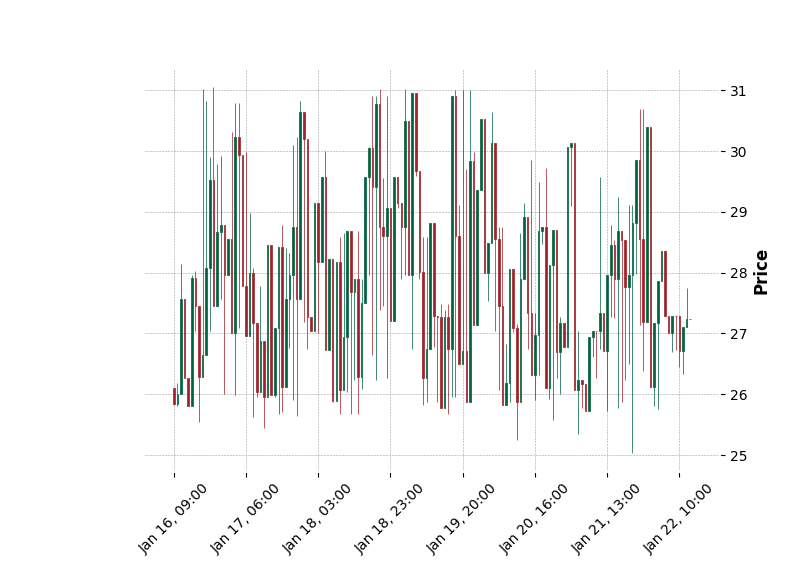 31
30
29
28
27
26
25
Price
Jan 16, 09:00
Jan 17, 06:00
Jan 18, 03:00
Jan 18, 23:00
Jan 19, 20:00
Jan 20, 16:00
Jan 21, 13:00
Jan 22, 10:00